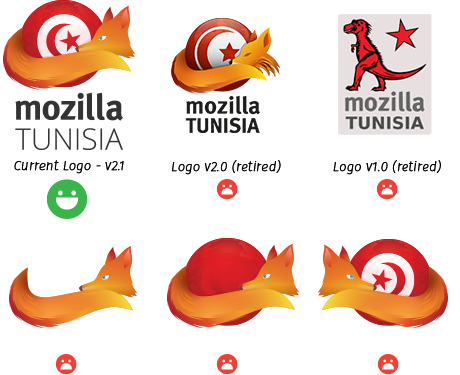 mozilla
TUNISIA
Current Logo - v2.1
mozilla
TUNISIA
Logo v2.0 (retired)
mozilla
TUNISIA
Logo v1.0 (retired)